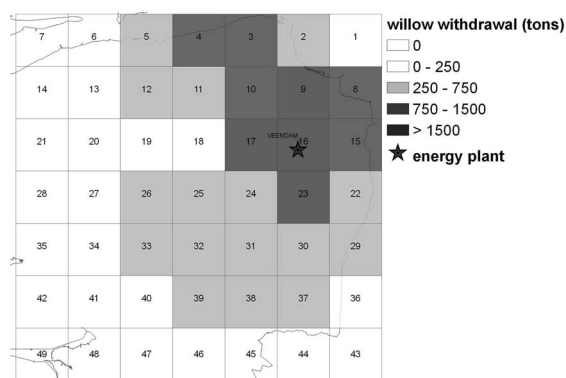 willow withdrawal (tons)
0
0 - 250
250 - 750
750 - 1500
> 1500
energy plant
7 6 5 4 3 2 1
14 13 12 11 10 9 8
21 20 19 18 17 16 15
VEENDAM
28 27 26 25 24 23 22
35 34 33 32 31 30 29
42 41 40 39 38 37 36
49 48 47 46 45 44 43